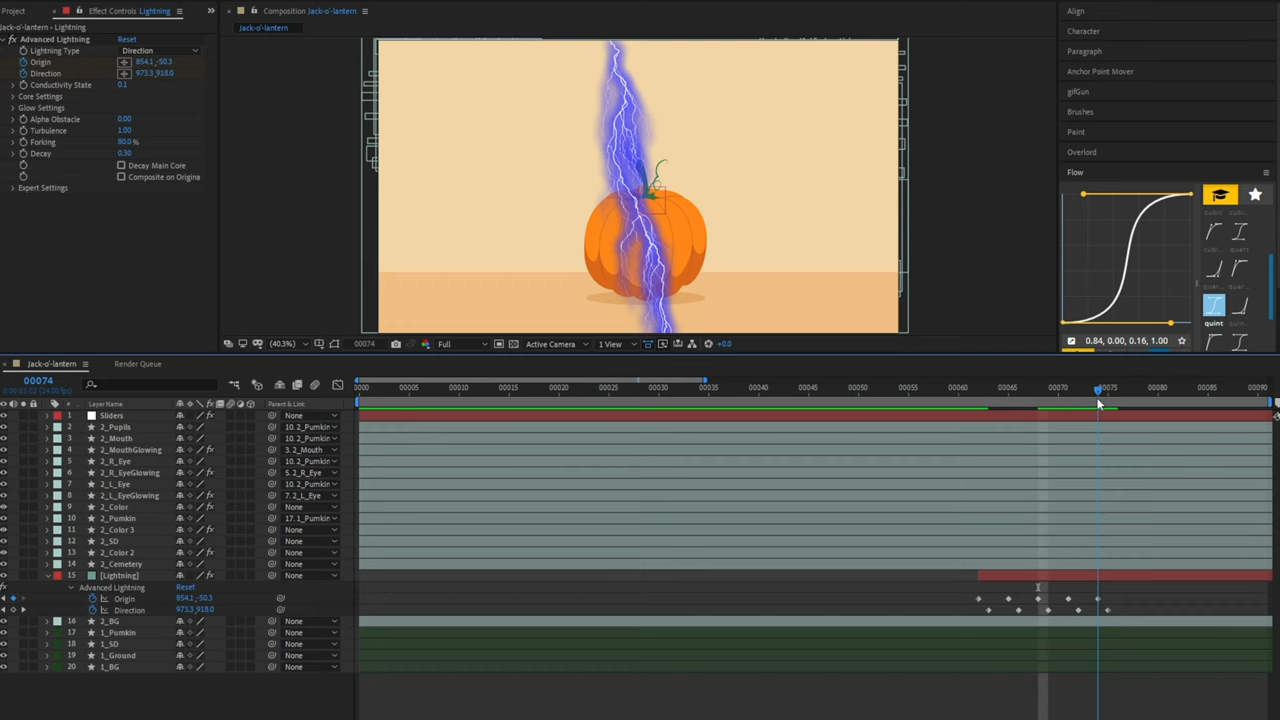 Project
Effect Controls Lightning
Jack-o'-lantern • Lightning
Advanced Lightning Reset
Lightning Type Direction
Origin 854.1,-50.3
Direction 973.3,918.0
Conductivity State 0.1
Core Settings
Glow Settings
Alpha Obstacle 0.00
Turbulence 1.00
Forking 80.0 %
Decay 0.30
Decay Main Core
Composite on Origina
Expert Settings
Composition Jack-o'-lantern
Jack-o'-lantern
(40.3%) 00074 Full Active Camera 1 View +0.0
Align
Character
Paragraph
Anchor Point Mover
gifGun
Brushes
Paint
Overlord
Flow
quint
0.84, 0.00, 0.16, 1.00
Jack-o'-lantern
Render Queue
00074
0000 00005 00010 00015 00020 00025 00030 00035 00040 00045 00050 00055 00060 00065 00070 00075 00080 00085 00090
# Layer Name Parent & Link
1 Sliders None
2 2_Pupils 10. 2_Pumkin
3 2_Mouth 10. 2_Pumkin
4 2_MouthGlowing 3. 2_Mouth
5 2_R_Eye 10. 2_Pumkin
6 2_R_EyeGlowing 5. 2_R_Eye
7 2_L_Eye 10. 2_Pumkin
8 2_L_EyeGlowing 7. 2_L_Eye
9 2_Color None
10 2_Pumkin 17. 1_Pumkin
11 2_Color 3 None
12 2_SD None
13 2_Color 2 None
14 2_Cemetery None
15 [Lightning] None
Advanced Lightning Reset
Origin 854.1,-50.3
Direction 973.3,918.0
16 2_BG None
17 1_Pumkin None
18 1_SD None
19 1_Ground None
20 1_BG None